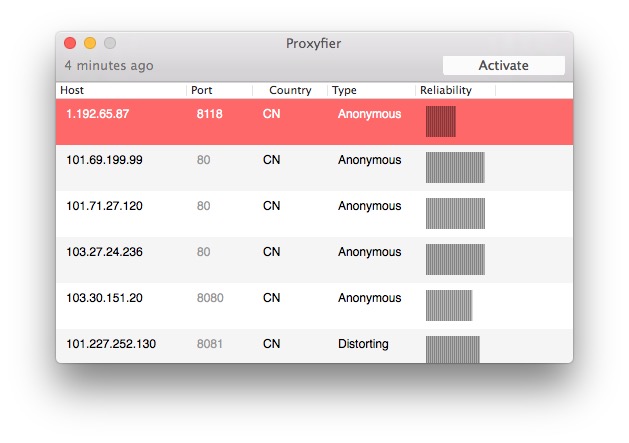 Proxyfier
4 minutes ago Activate
Host Port Country Type Reliability
1.192.65.87 8118 CN Anonymous
101.69.199.99 80 CN Anonymous
101.71.27.120 80 CN Anonymous
103.27.24.236 80 CN Anonymous
103.30.151.20 8080 CN Anonymous
101.227.252.130 8081 CN Distorting